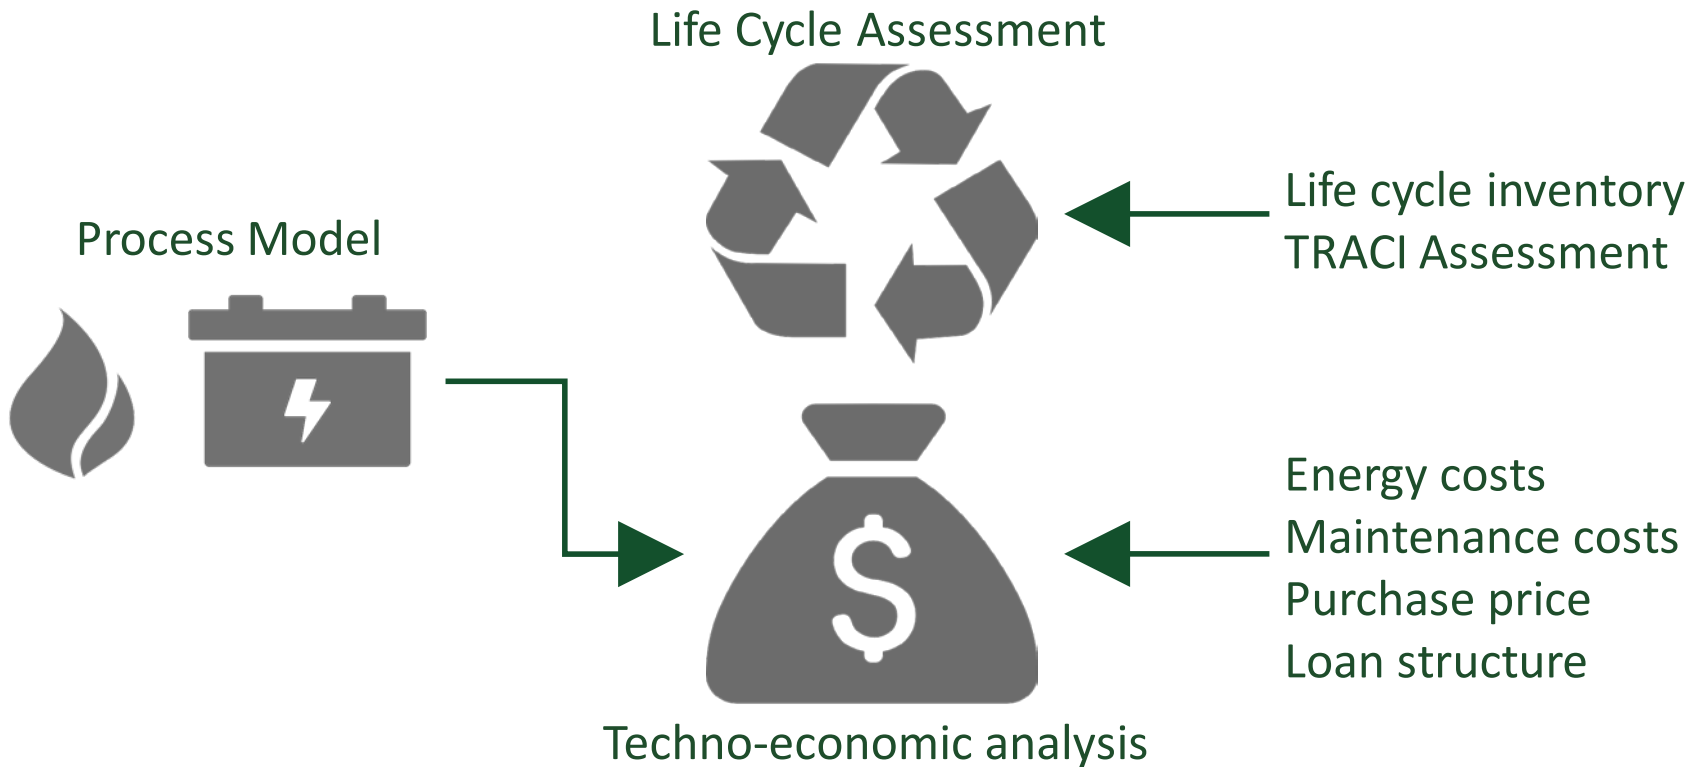 Life Cycle Assessment
Process Model
Life cycle inventory
TRACI Assessment
$
Energy costs
Maintenance costs
Purchase price
Loan structure
Techno-economic analysis